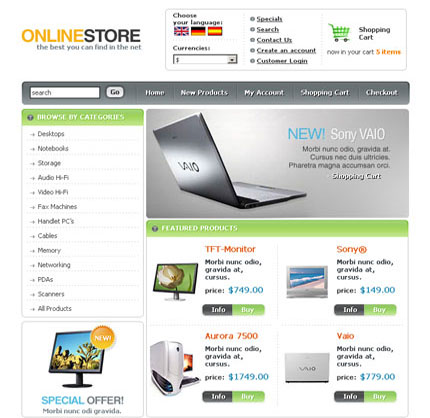 ONLINESTORE
the best you can find in the net
Choose
your language:
Currencies:
$
Specials
Search
Contact Us
Create an account
Customer Login
Shopping
Cart
now in your cart 5 items
search
Go
Home
New Products
My Account
Shopping Cart
Checkout
BROWSE BY CATEGORIES
Desktops
Notebooks
Storage
Audio Hi-Fi
Video Hi-Fi
Fax Machines
Handlet PC's
Cables
Memory
Networking
PDAs
Scanners
All Products
NEW!
SPECIAL OFFER!
Morbi nunc odi gravida.
VAIO
NEW! Sony VAIO
Morbi nunc odio, gravida at,
Cursus nec duis ultricies.
Pharetra magna accumsan orci.
Shopping Cart
FEATURED PRODUCTS
TFT-Monitor
Morbi nunc odio,
gravida at,
cursus.
price: $749.00
Info
Buy
Sony®
Morbi nunc odio,
gravida at,
cursus.
price: $149.00
Info
Buy
Aurora 7500
Morbi nunc
odio, gravida at,
cursus.
price: $1749.00
Info
Buy
Vaio
Morbi nunc odio,
gravida at,
cursus.
price: $779.00
Info
Buy
VAIO